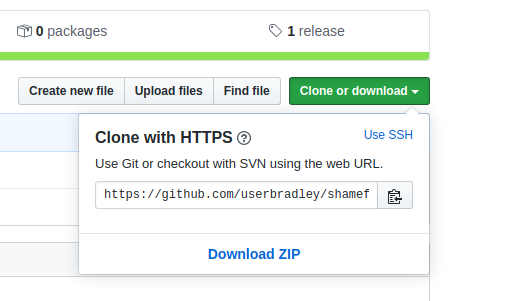 0 packages
1 release
Create new file
Upload files
Find file
Clone or download
Clone with HTTPS
Use SSH
Use Git or checkout with SVN using the web URL.
https://github.com/userbradley/shamef
Download ZIP